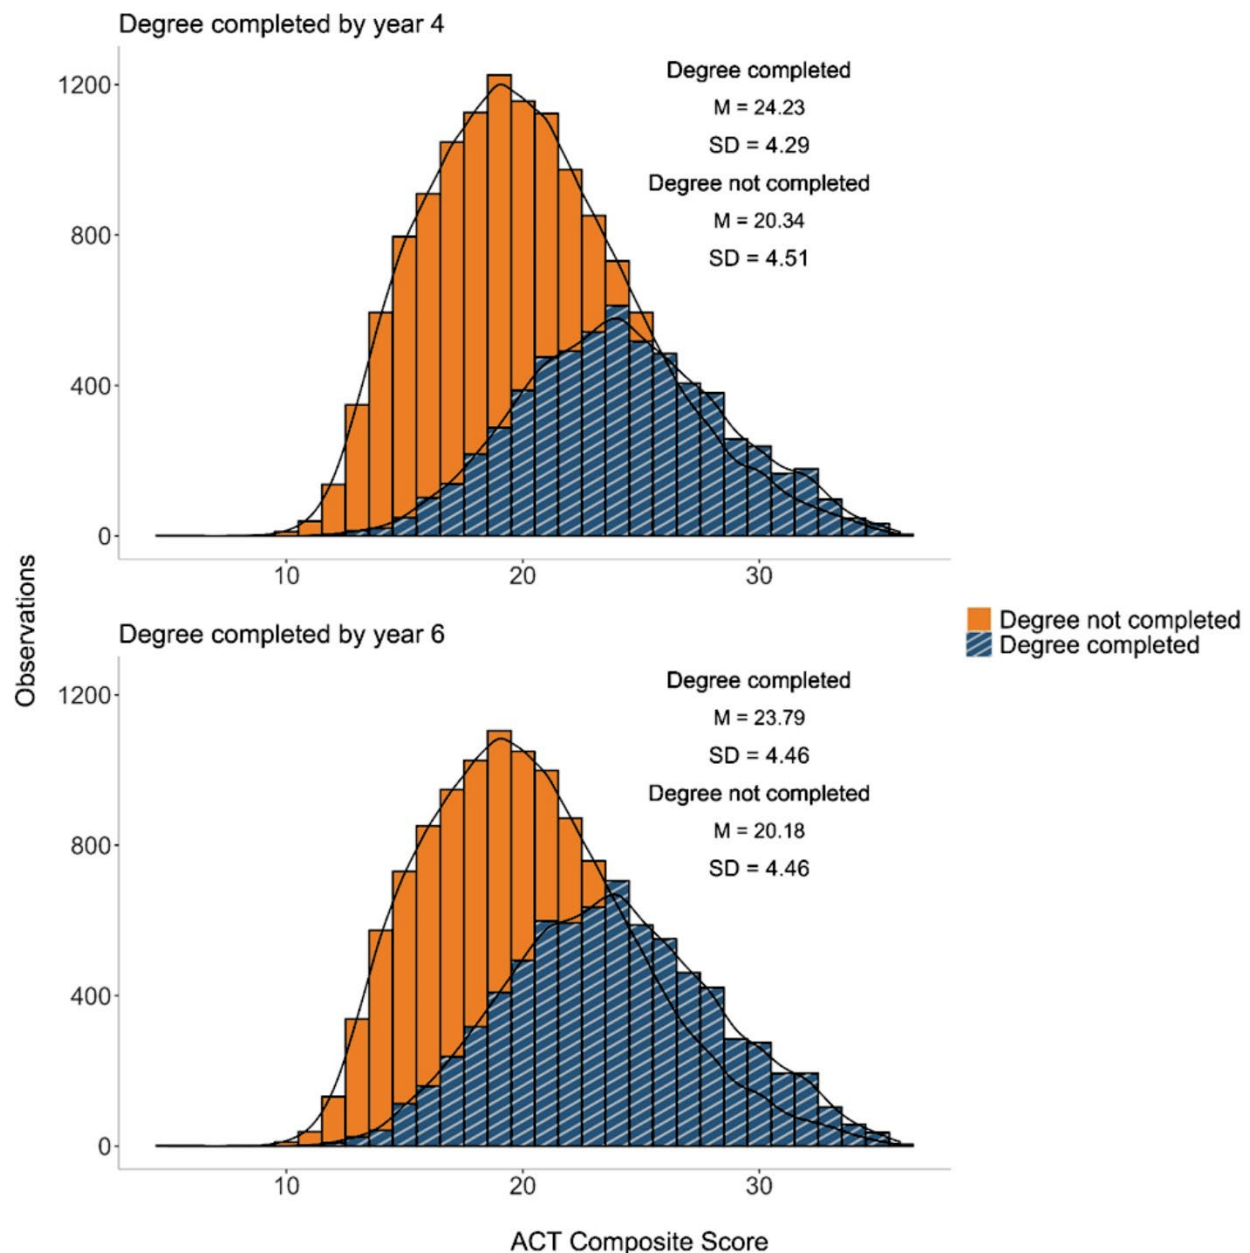 Degree completed by year 4
1200
800
400
0
10
20
30
Degree completed
M = 24.23
SD = 4.29
Degree not completed
M = 20.34
SD = 4.51
Observations
Degree not completed
Degree completed
Degree completed by year 6
1200
800
400
0
10
20
30
Degree completed
M = 23.79
SD = 4.46
Degree not completed
M = 20.18
SD = 4.46
ACT Composite Score